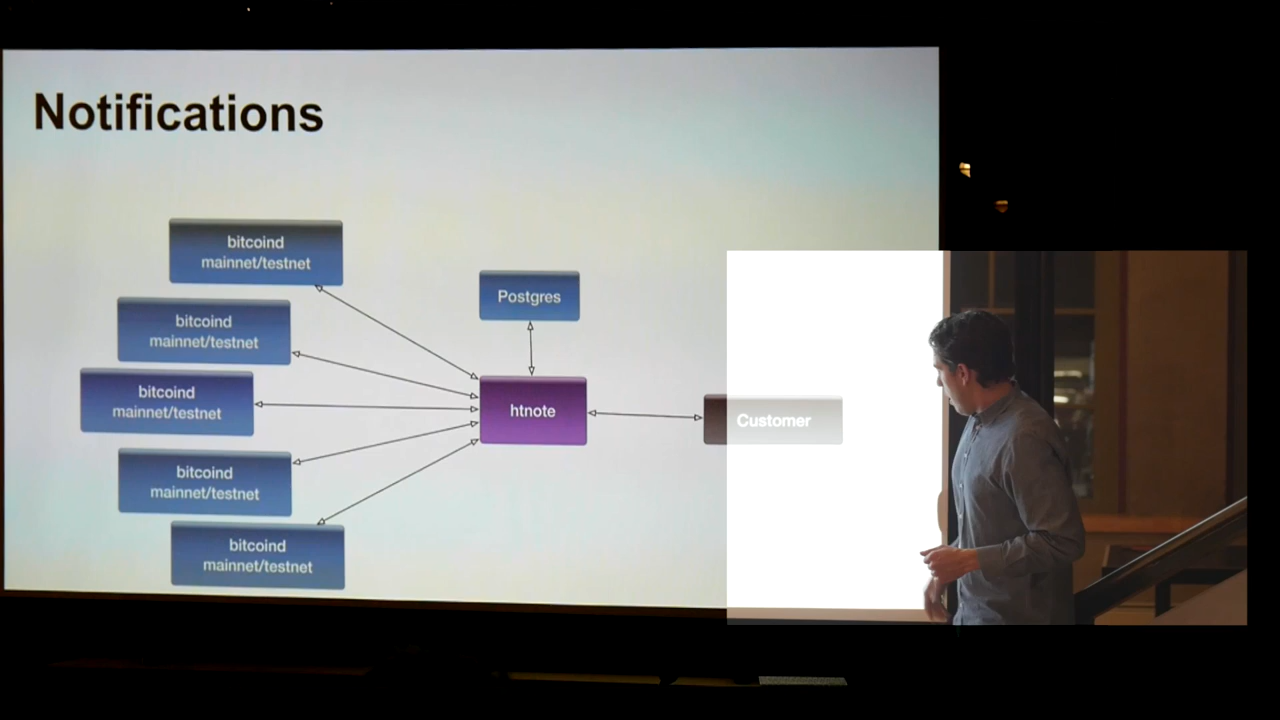 Notifications
bitcoind
mainnet/testnet
bitcoind
mainnet/testnet
bitcoind
mainnet/testnet
bitcoind
mainnet/testnet
bitcoind
mainnet/testnet
Postgres
htnote
Customer